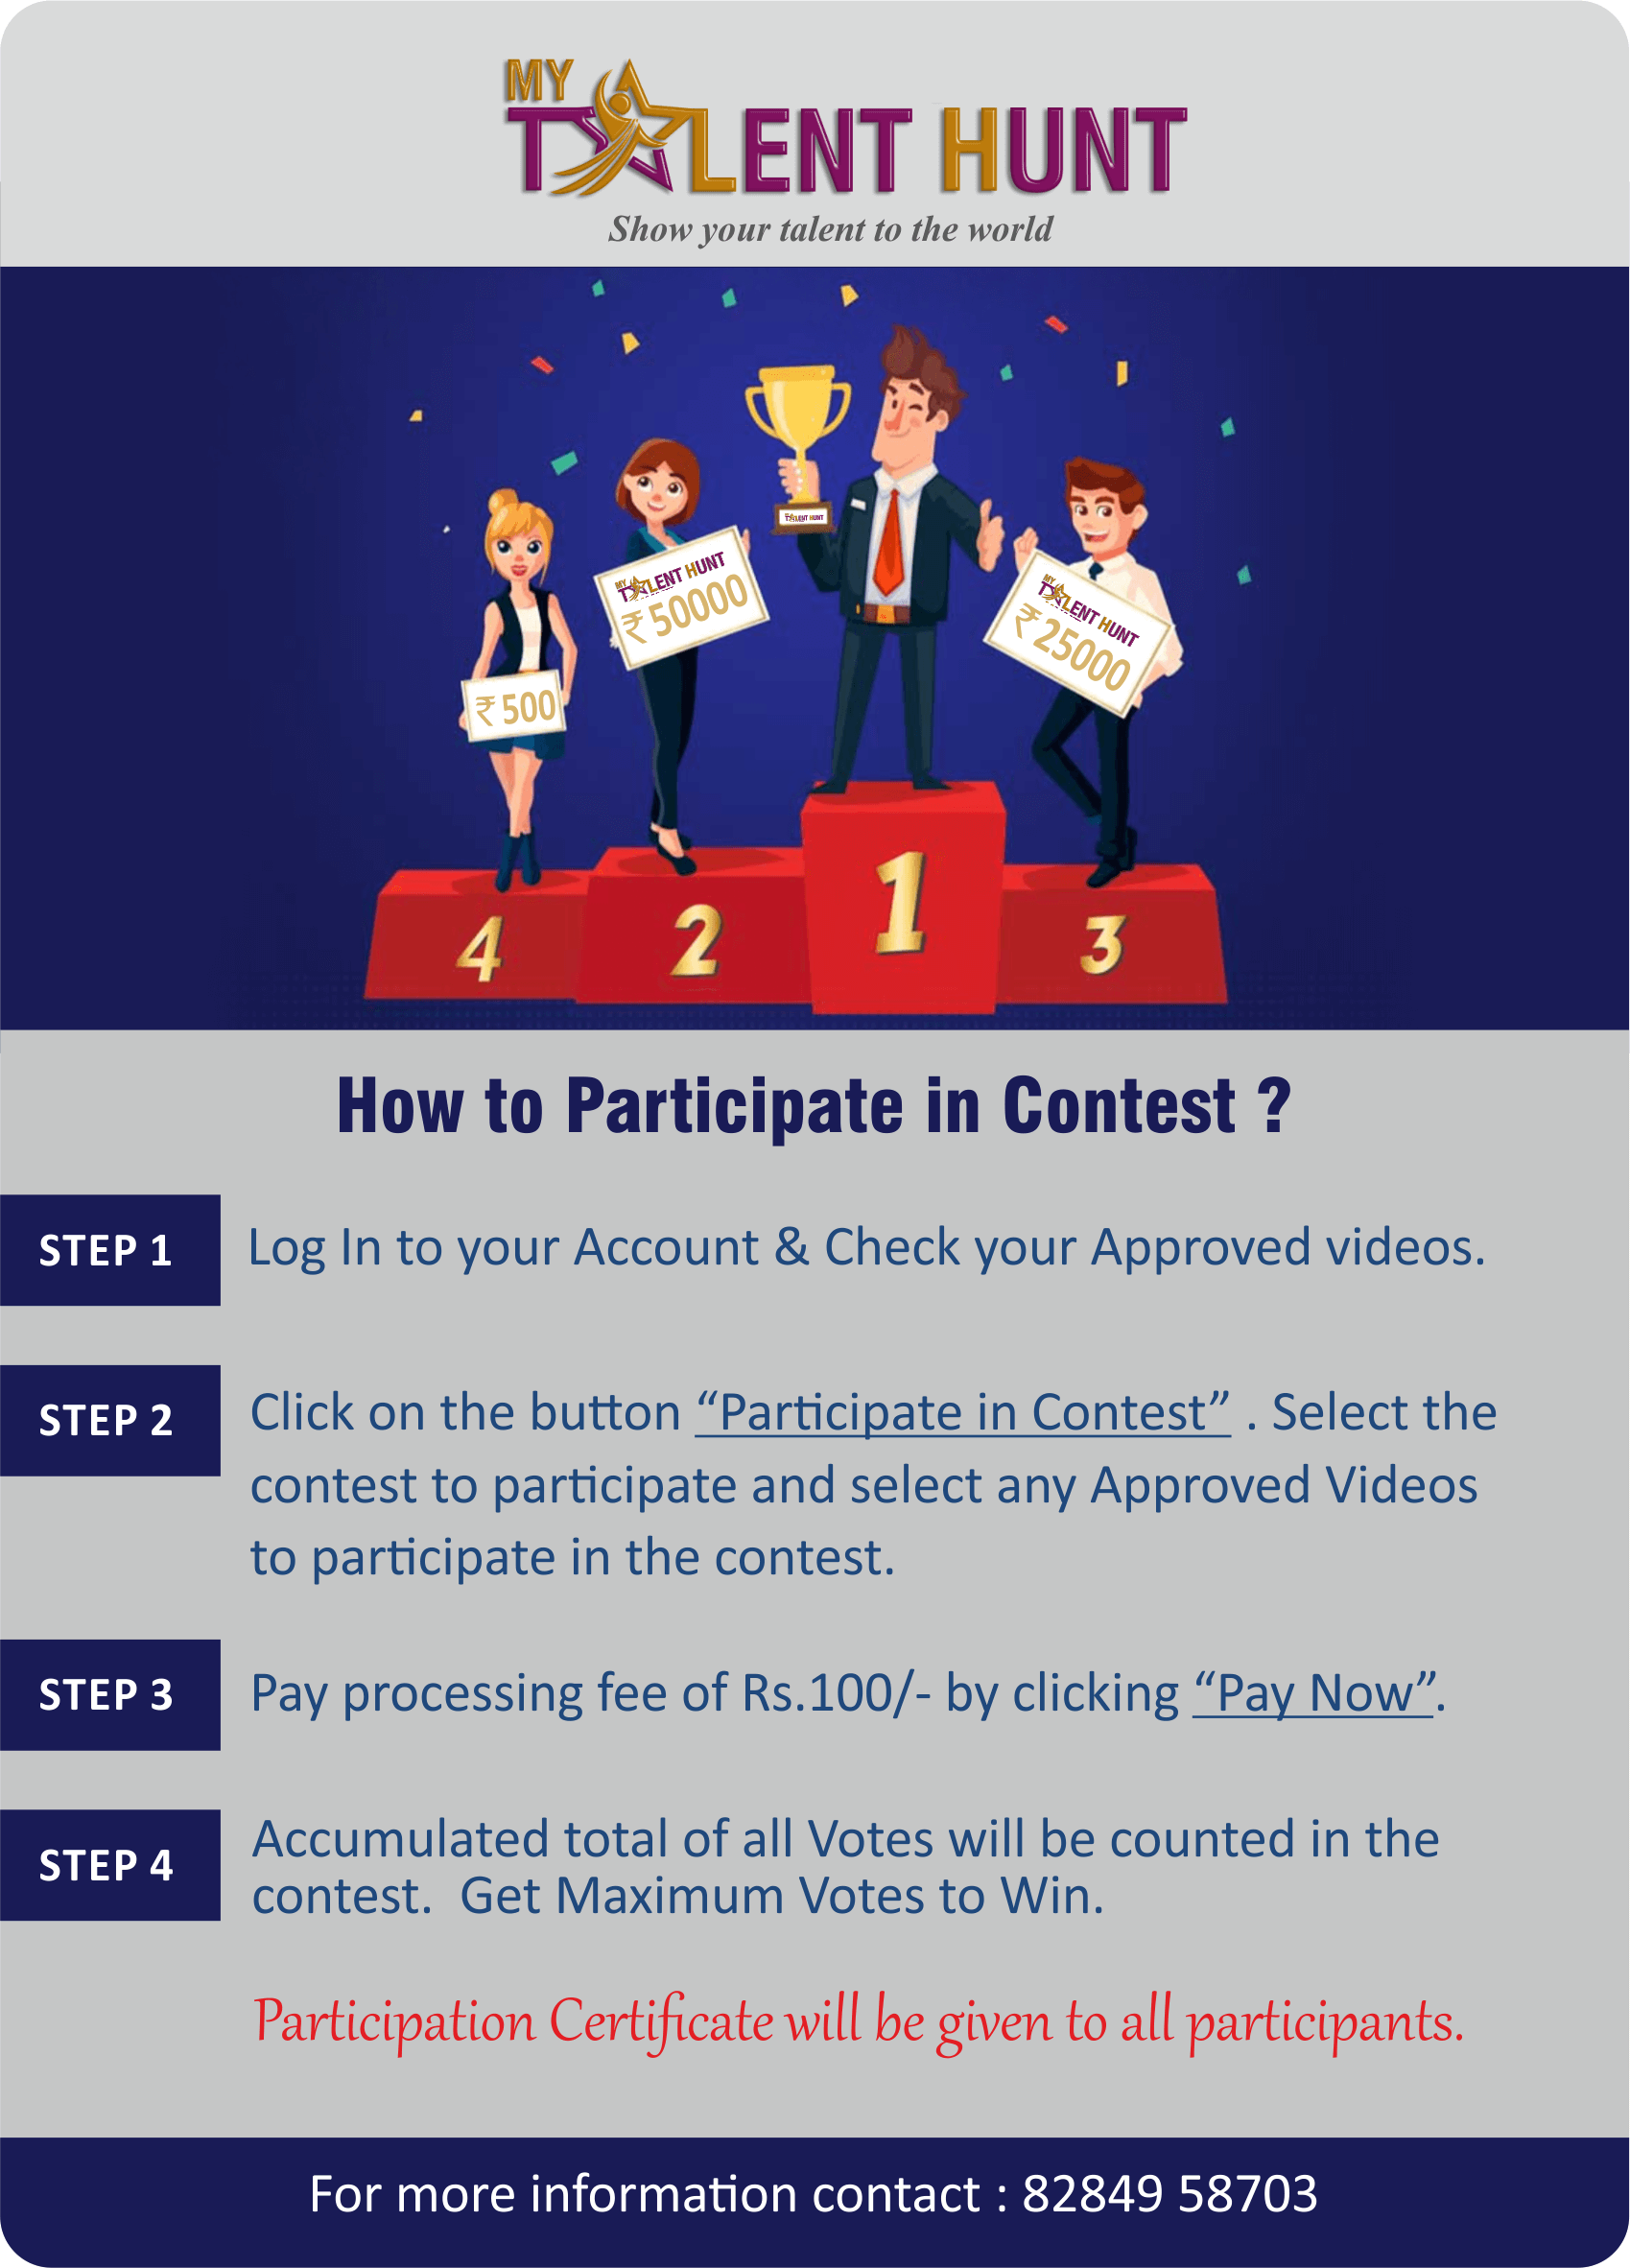 MY
TALENT HUNT
Show your talent to the world
TALENT HUNT
MY
TALENT HUNT
₹ 50000
MY
TALENT HUNT
₹ 25000
₹ 500
4
2
1
3
How to Participate in Contest ?
STEP 1
Log In to your Account & Check your Approved videos.
STEP 2
Click on the button “Participate in Contest” . Select the
contest to participate and select any Approved Videos
to participate in the contest.
STEP 3
Pay processing fee of Rs.100/- by clicking “Pay Now”.
STEP 4
Accumulated total of all Votes will be counted in the
contest. Get Maximum Votes to Win.
Participation Certificate will be given to all participants.
For more information contact : 82849 58703